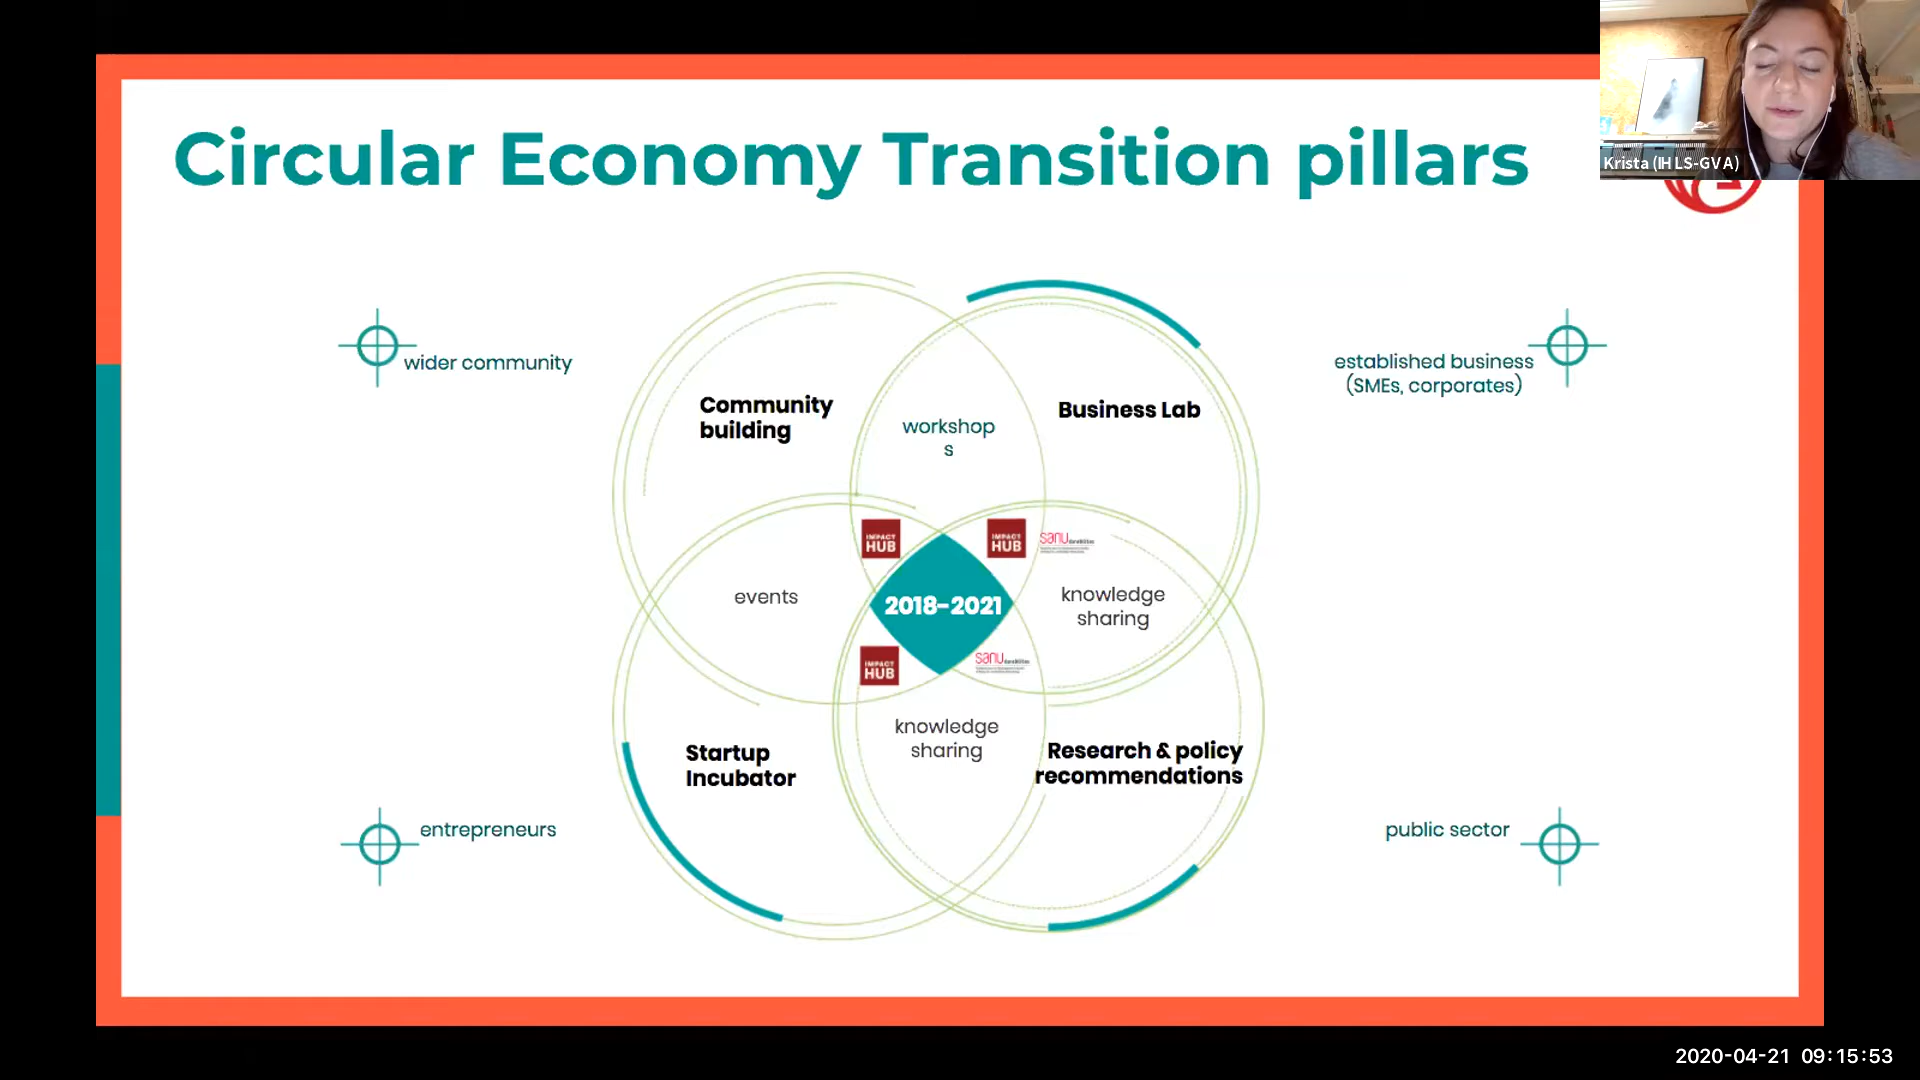 Circular Economy Transition pillars
Krista (IH LS-GVA)
wider community
established business
(SMEs, corporates)
Community
building
workshop
s
Business Lab
IMPACT
HUB
IMPACT
HUB
sanu durabilitas
events
2018-2021
knowledge
sharing
IMPACT
HUB
sanu durabilitas
knowledge
sharing
Startup
Incubator
Research & policy
recommendations
entrepreneurs
public sector
2020-04-21 09:15:53